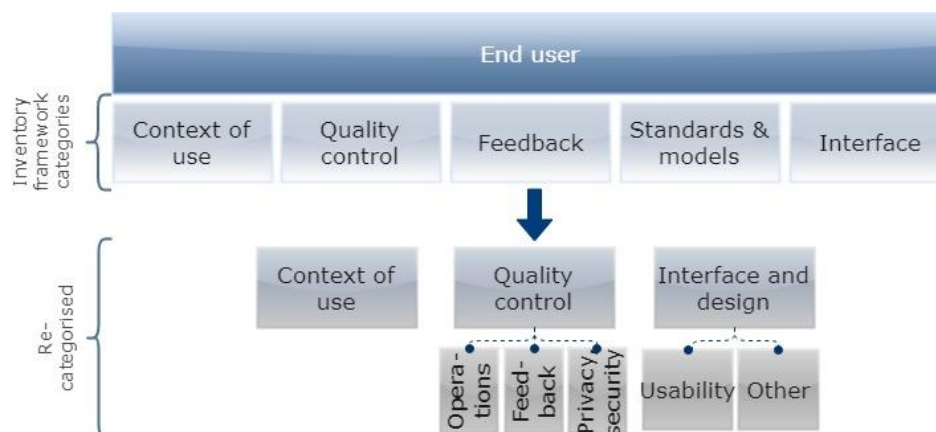 End user
Inventory
framework
categories
Context of
use
Quality
control
Feedback
Standards &
models
Interface
Re-
categorised
Context of
use
Quality
control
Interface and
design
Opera-
tions
Feed-
back
Privacy,
security
Usability
Other